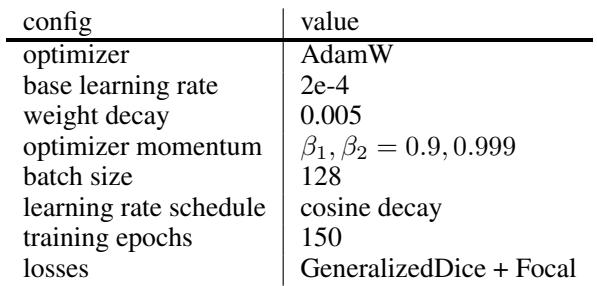 config value
optimizer AdamW
base learning rate 2e-4
weight decay 0.005
optimizer momentum β₁, β₂ = 0.9, 0.999
batch size 128
learning rate schedule cosine decay
training epochs 150
losses GeneralizedDice + Focal